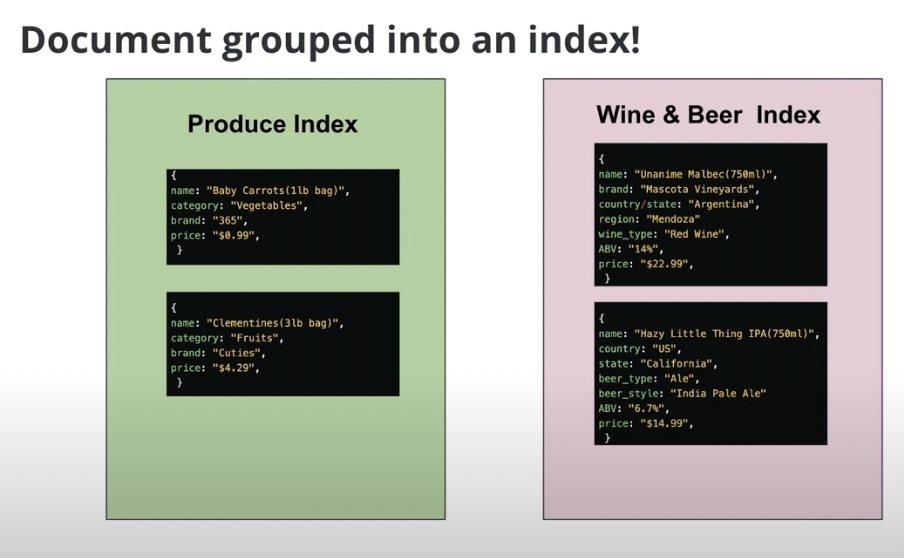 Document grouped into an index!
Produce Index
{
name: "Baby Carrots(1lb bag)",
category: "Vegetables",
brand: "365",
price: "$0.99",
}
{
name: "Clementines(3lb bag)",
category: "Fruits",
brand: "Cuties",
price: "$4.29",
}
Wine & Beer Index
{
name: "Unanime Malbec(750ml)",
brand: "Mascota Vineyards",
country/state: "Argentina",
region: "Mendoza"
wine_type: "Red Wine",
ABV: "14%",
price: "$22.99",
}
{
name: "Hazy Little Thing IPA(750ml)",
country: "US",
state: "California",
beer_type: "Ale",
beer_style: "India Pale Ale"
ABV: "6.7%",
price: "$14.99",
}